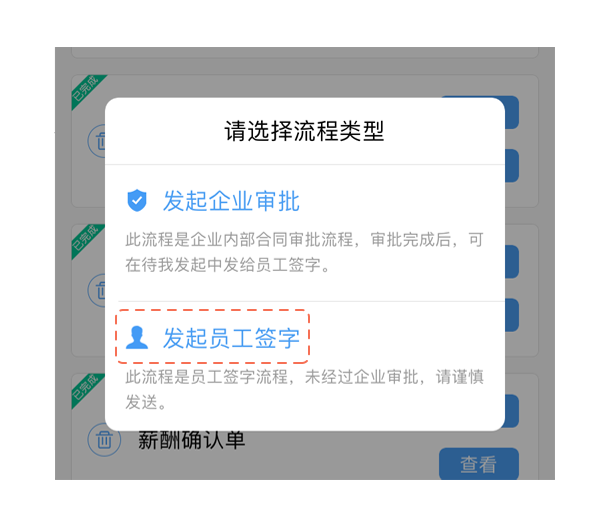 已完成
请选择流程类型
发起企业审批
此流程是企业内部合同审批流程，审批完成后，可
在待我发起中发给员工签字。
已完成
发起员工签字
此流程是员工签字流程，未经过企业审批，请谨慎
发送。
已完成
薪酬确认单
查看